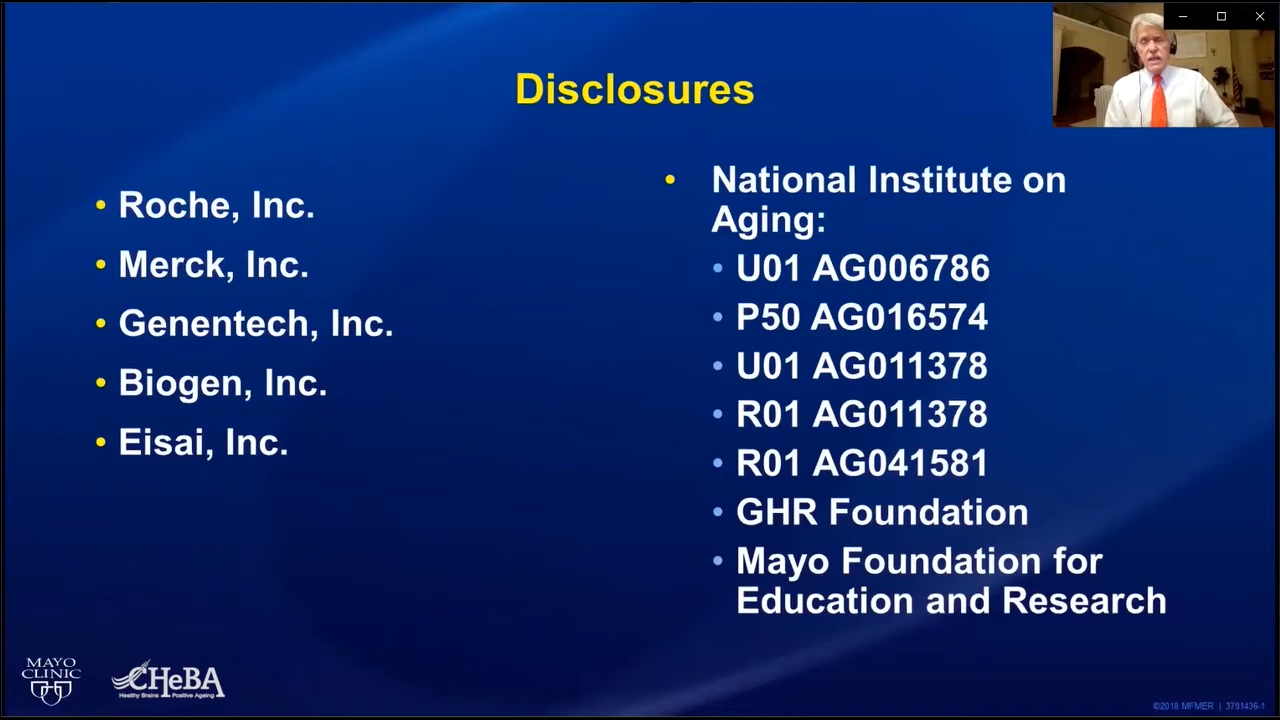 Disclosures
• Roche, Inc.
• Merck, Inc.
• Genentech, Inc.
• Biogen, Inc.
• Eisai, Inc.
• National Institute on
Aging:
• U01 AG006786
• P50 AG016574
• U01 AG011378
• R01 AG011378
• R01 AG041581
• GHR Foundation
• Mayo Foundation for
Education and Research
MAYO
CLINIC
CHeBA
Healthy Brains Positive Ageing
©2018 MFMER | 3791436-1